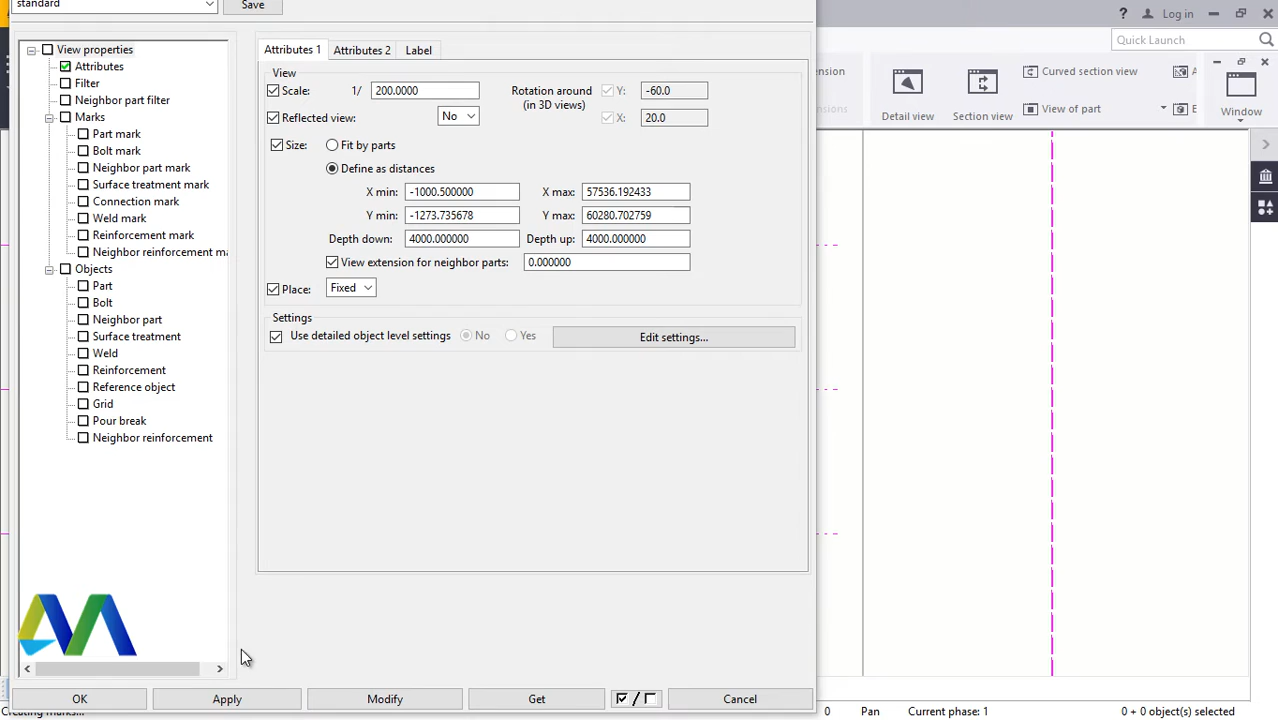 standard
Save
? Log in
Quick Launch
View properties
Attributes
Filter
Neighbor part filter
Marks
Part mark
Bolt mark
Neighbor part mark
Surface treatment mark
Connection mark
Weld mark
Reinforcement mark
Neighbor reinforcement ma
Objects
Part
Bolt
Neighbor part
Surface treatment
Weld
Reinforcement
Reference object
Grid
Pour break
Neighbor reinforcement
Attributes 1 Attributes 2 Label
View
Scale: 1/ 200.0000 Rotation around Y: -60.0
(in 3D views)
Reflected view: No X: 20.0
Size: Fit by parts
Define as distances
X min: -1000.500000 X max: 57536.192433
Y min: -1273.735678 Y max: 60280.702759
Depth down: 4000.000000 Depth up: 4000.000000
View extension for neighbor parts: 0.000000
Place: Fixed
Settings
Use detailed object level settings No Yes Edit settings...
OK Apply Modify Get / Cancel
ension
nsions
Detail view
Section view
Curved section view
View of part
A
E
Window
Creating marks...
0 Pan Current phase: 1 0 + 0 object(s) selected